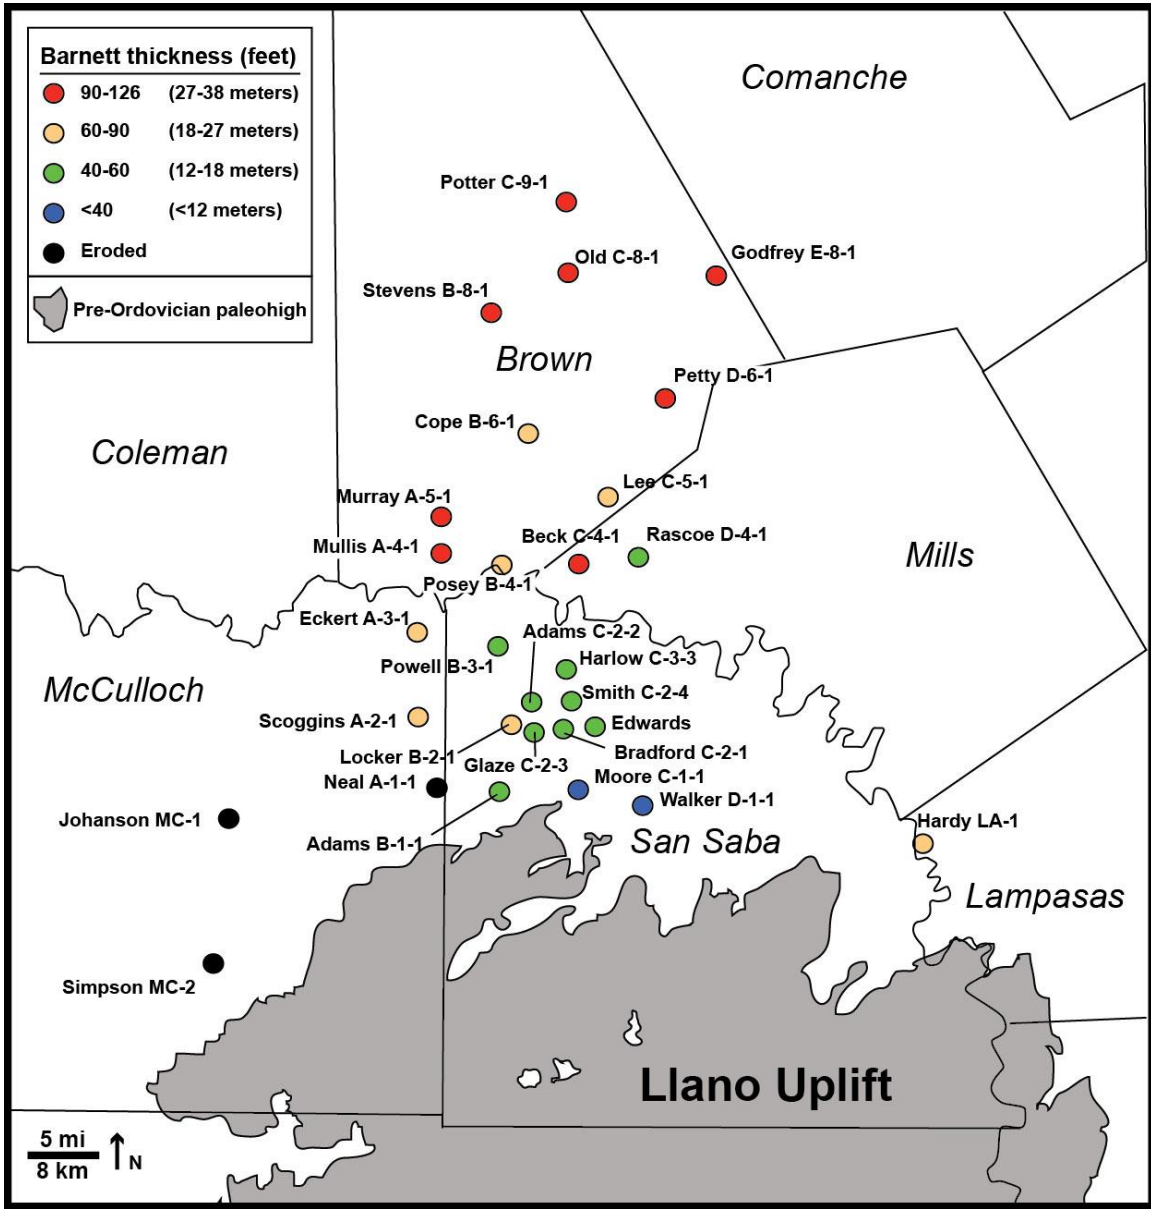 Barnett thickness (feet)
90-126 (27-38 meters)
60-90 (18-27 meters)
40-60 (12-18 meters)
<40 (<12 meters)
Eroded
Pre-Ordovician paleohigh
Comanche
Potter C-9-1
Old C-8-1
Godfrey E-8-1
Stevens B-8-1
Brown
Petty D-6-1
Cope B-6-1
Coleman
Lee C-5-1
Murray A-5-1
Beck C-4-1
Rascoe D-4-1
Mullis A-4-1
Mills
Posey B-4-1
Eckert A-3-1
Adams C-2-2
Powell B-3-1
Harlow C-3-3
McCulloch
Smith C-2-4
Scoggins A-2-1
Edwards
Locker B-2-1
Bradford C-2-1
Glaze C-2-3
Neal A-1-1
Moore C-1-1
Walker D-1-1
Johanson MC-1
Hardy LA-1
Adams B-1-1
San Saba
Lampasas
Simpson MC-2
Llano Uplift
5 mi
8 km
N